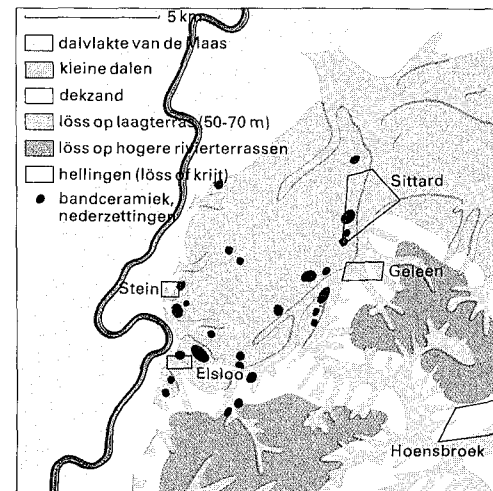 5 km
dalvlakte van de Maas
kleine dalen
dekzand
löss op laagterras (50-70 m)
löss op hogere rivierterrassen
hellingen (löss of krijt)
bandceramiek,
nederzettingen
Sittard
Geleen
Stein
Elsloo
Hoensbroek